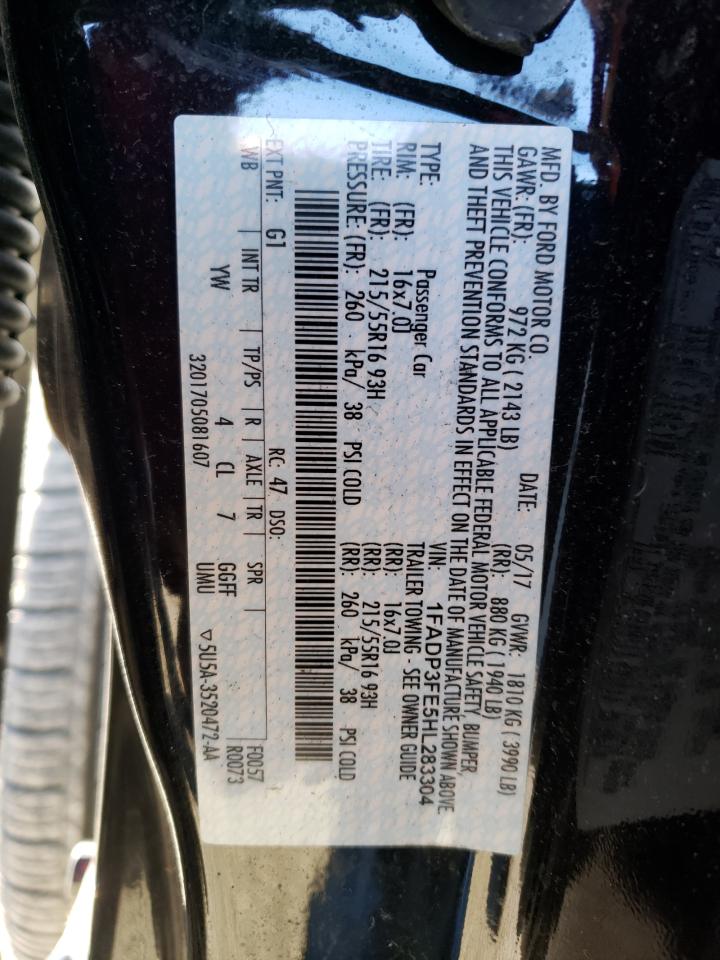 MFD. BY FORD MOTOR CO. DATE: 05/17 GVWR: 1810 KG ( 3990 LB)
GAWR: (FR): 972 KG ( 2143 LB) (RR): 880 KG ( 1940 LB)
THIS VEHICLE CONFORMS TO ALL APPLICABLE FEDERAL MOTOR VEHICLE SAFETY, BUMPER,
AND THEFT PREVENTION STANDARDS IN EFFECT ON THE DATE OF MANUFACTURE SHOWN ABOVE
VIN: 1FADP3FE5HL283304
TYPE: Passenger Car TRAILER TOWING - SEE OWNER GUIDE
RIM: (FR): 16x7.0J (RR): 16x7.0J
TIRE: (FR): 215/55R16 93H (RR): 215/55R16 93H
PRESSURE: (FR): 260 kPa/ 38 PSI COLD (RR): 260 kPa/ 38 PSI COLD
EXT PNT: G1 RC: 47 DSO: F0057
WB INT TR TP/PS R AXLE TR SPR R0073
YW 4 CL 7 GGFF
UMU
3201705081607 ▽5U5A-3520472-AA